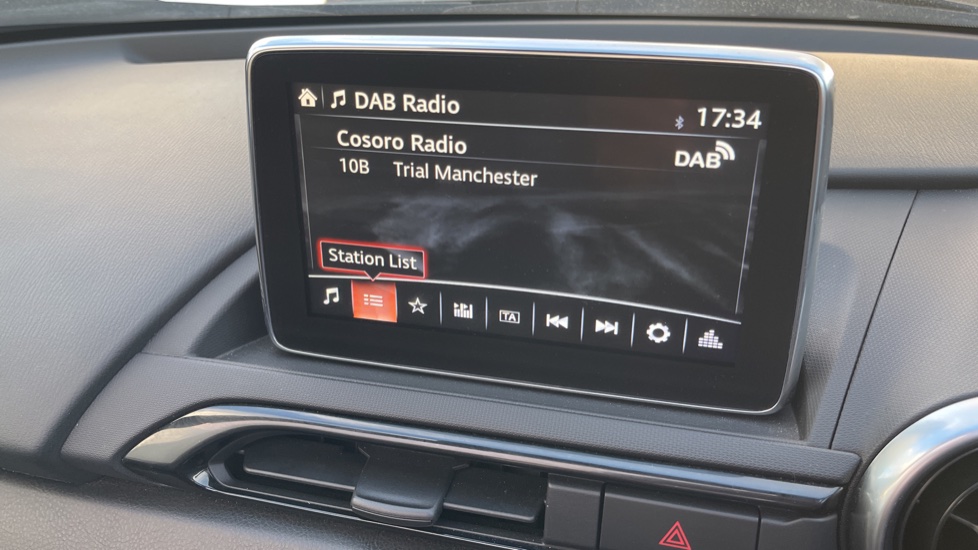 DAB Radio
17:34
Cosoro Radio
DAB
10B Trial Manchester
Station List
TA